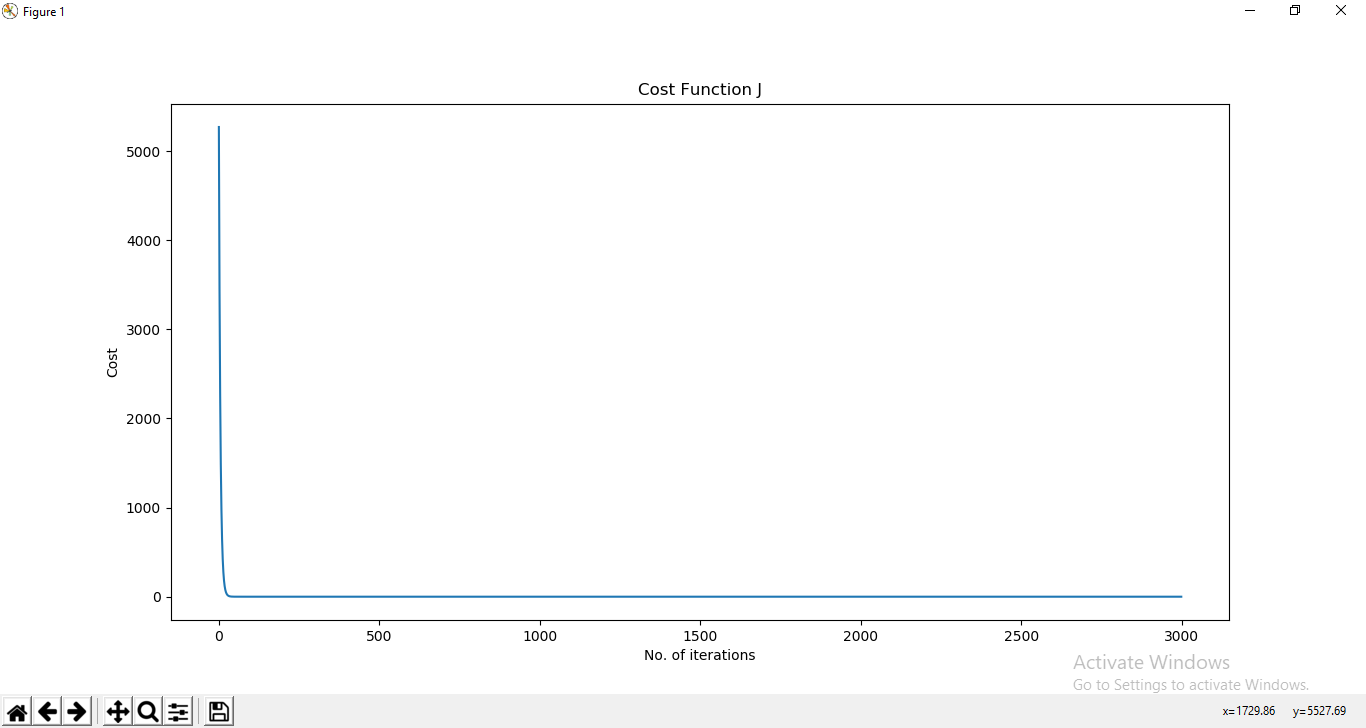 Figure 1
Cost Function J
5000
4000
3000
2000
1000
0
Cost
0 500 1000 1500 2000 2500 3000
No. of iterations
Activate Windows
Go to Settings to activate Windows.
x=1729.86 y=5527.69